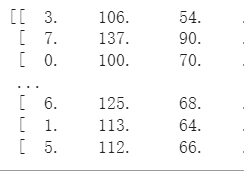 [[ 3. 106. 54. .
[ 7. 137. 90. .
[ 0. 100. 70. .
...
[ 6. 125. 68. .
[ 1. 113. 64. .
[ 5. 112. 66. .